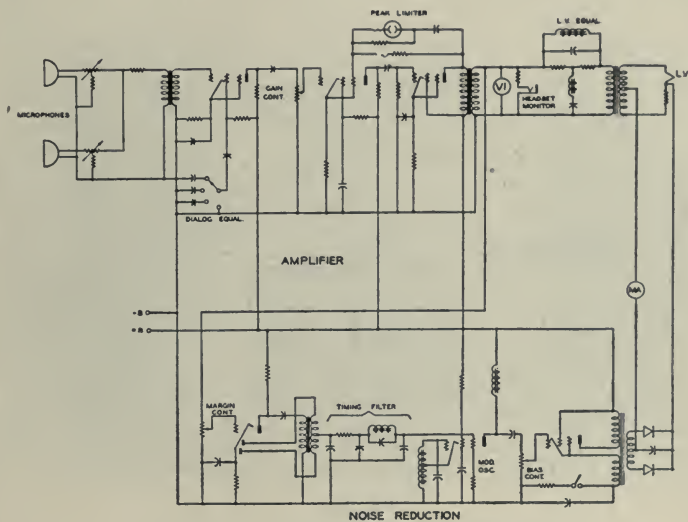 PEAK LIMITER
L.V. EQUAL.
L.V.
MICROPHONES
GAIN
CONT.
VI
HEADSET
MONITOR
DIALOG EQUAL.
AMPLIFIER
MA
-B
+B
MARGIN
CONT.
TIMING FILTER
MOD.
OSC.
BIAS
CONT.
NOISE REDUCTION